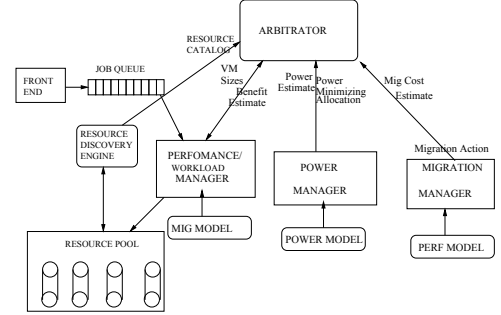 ARBITRATOR
RESOURCE
CATALOG
JOB QUEUE
FRONT
END
VM
Sizes
Benefit
Estimate
Power
Estimate
Power
Minimizing
Allocation
Mig Cost
Estimate
RESOURCE
DISCOVERY
ENGINE
PERFOMANCE/
WORKLOAD
MANAGER
POWER
MANAGER
Migration Action
MIGRATION
MANAGER
MIG MODEL
POWER MODEL
PERF MODEL
RESOURCE POOL